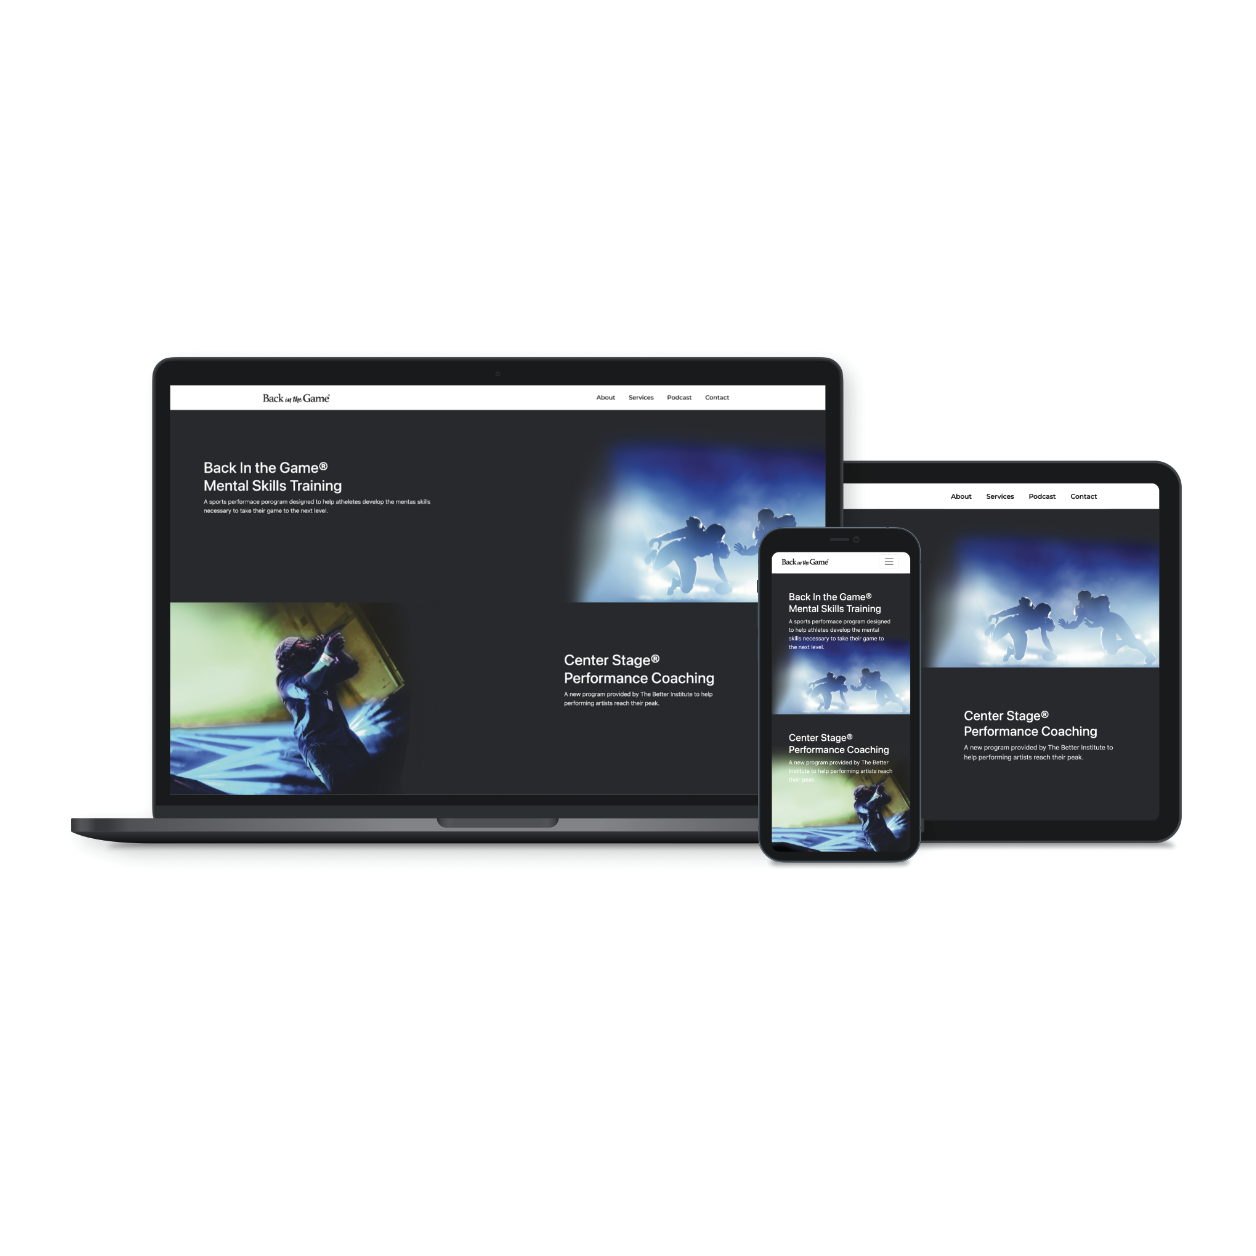 Back in the Game®
About Services Podcast Contact
Back In the Game®
Mental Skills Training
A sports performace porogram designed to help atheletes develop the mentas skills
necessary to take their game to the next level.
Center Stage®
Performance Coaching
A new program provided by The Better Institute to help
performing artists reach their peak.
Back in the Game®
Back In the Game®
Mental Skills Training
A sports performace program designed
to help athletes develop the mental
skills necessary to take their game to
the next level.
Center Stage®
Performance Coaching
A new program provided by The Better
Institute to help performing artists reach
their peak.
About Services Podcast Contact
Center Stage®
Performance Coaching
A new program provided by The Better Institute to
help performing artists reach their peak.